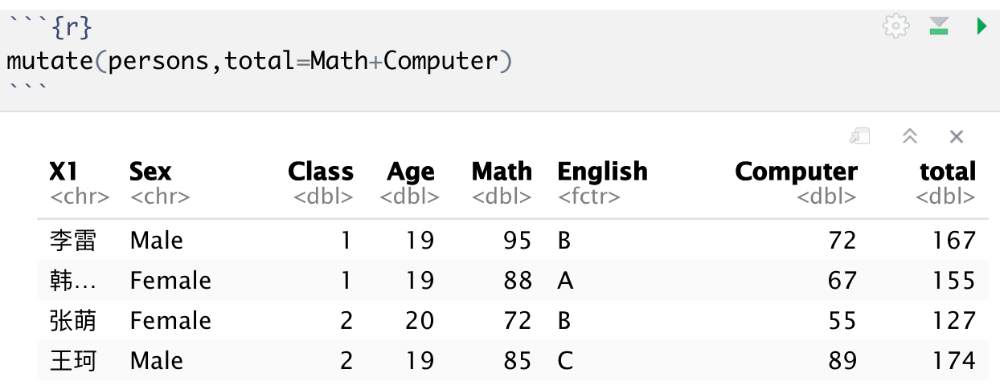 ```{r}
mutate(persons,total=Math+Computer)
```
X1 Sex Class Age Math English Computer total
<chr> <chr> <dbl> <dbl> <dbl> <fctr> <dbl> <dbl>
李雷 Male 1 19 95 B 72 167
韩… Female 1 19 88 A 67 155
张萌 Female 2 20 72 B 55 127
王珂 Male 2 19 85 C 89 174